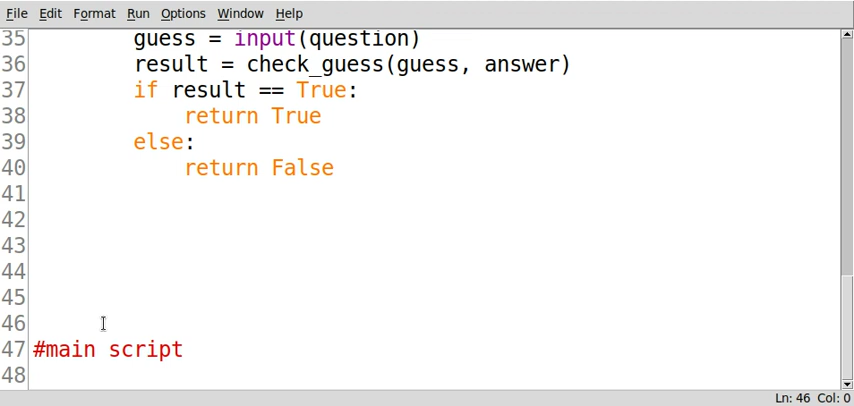 File Edit Format Run Options Window Help
35 guess = input(question)
36 result = check_guess(guess, answer)
37 if result == True:
38 return True
39 else:
40 return False
41
42
43
44
45
46
47 #main script
48
Ln: 46 Col: 0